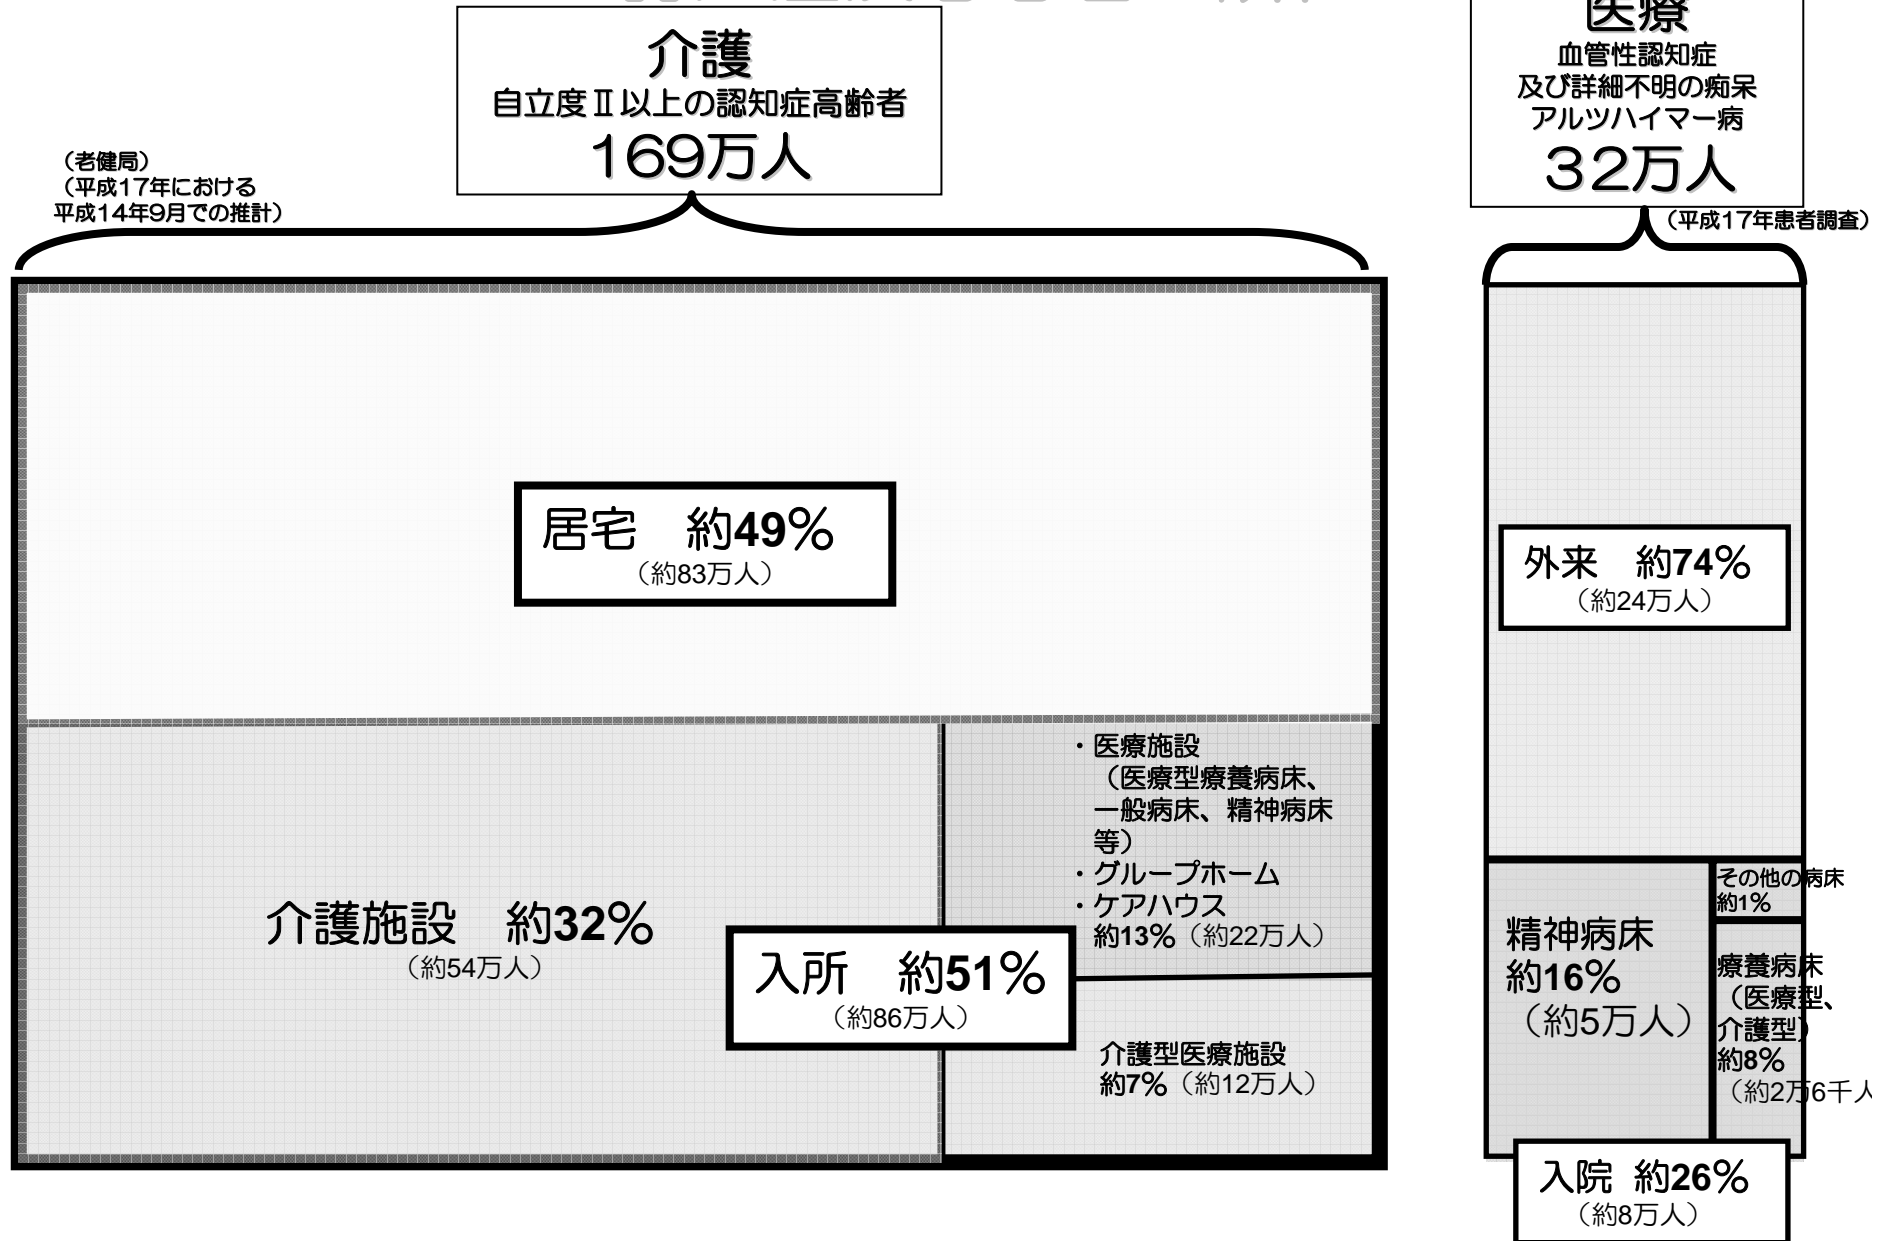 介護
自立度Ⅱ以上の認知症高齢者
169万人
(老健局)
(平成17年における
平成14年9月での推計)
医療
血管性認知症
及び詳細不明の痴呆
アルツハイマー病
32万人
(平成17年患者調査)
居宅　約49%
(約83万人)
介護施設　約32%
(約54万人)
・医療施設
(医療型療養病床、
一般病床、精神病床
等)
・グループホーム
・ケアハウス
約13%(約22万人)
入所　約51%
(約86万人)
介護型医療施設
約7%(約12万人)
外来　約74%
(約24万人)
精神病床
約16%
(約5万人)
その他の病床
約1%
療養病床
(医療型、
介護型)
約8%
(約2万6千人
入院 約26%
(約8万人)